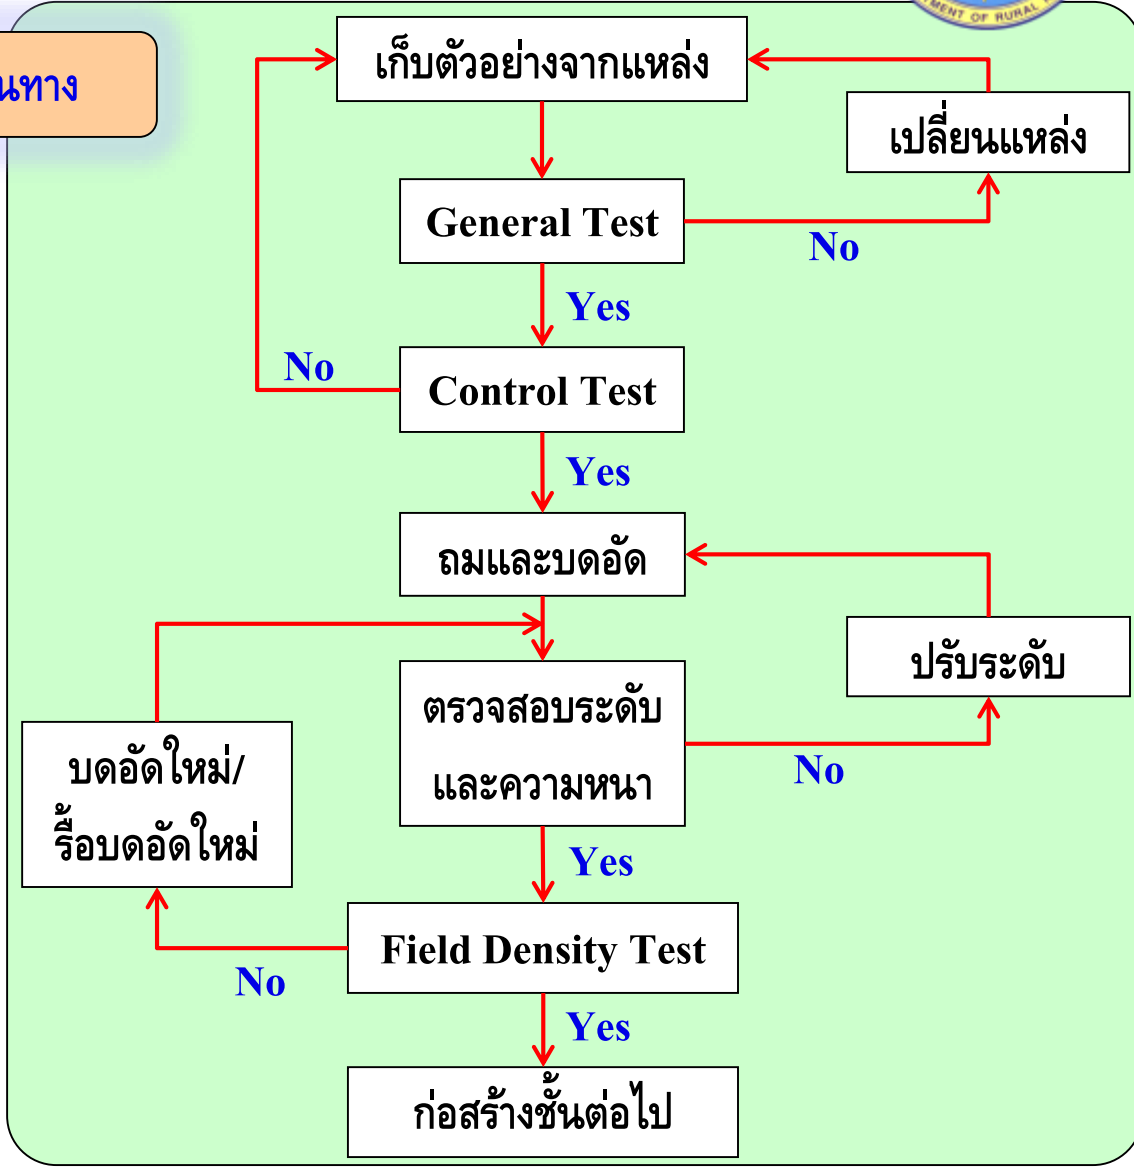 MENT OF RURAL
นทาง
เก็บตัวอย่างจากแหล่ง
เปลี่ยนแหล่ง
General Test
No
Yes
No
Control Test
Yes
ถมและบดอัด
ปรับระดับ
ตรวจสอบระดับ
และความหนา
No
บดอัดใหม่/
รื้อบดอัดใหม่
Yes
Field Density Test
No
Yes
ก่อสร้างชั้นต่อไป